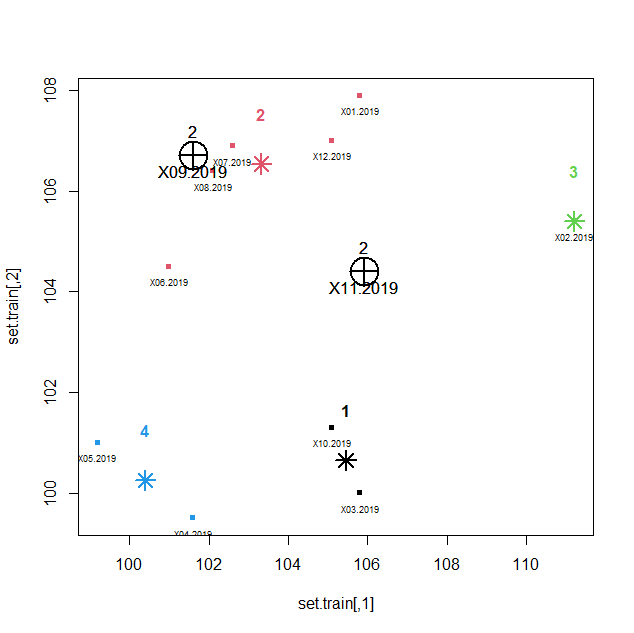 108
106
104
102
100
set.train[,2]
X01.2019
2
2
X12.2019
X07.2019
X09.2019
X08.2019
3
X02.2019
2
X06.2019
X11.2019
1
4
X10.2019
X05.2019
X03.2019
X04.2019
100
102
104
106
108
110
set.train[,1]